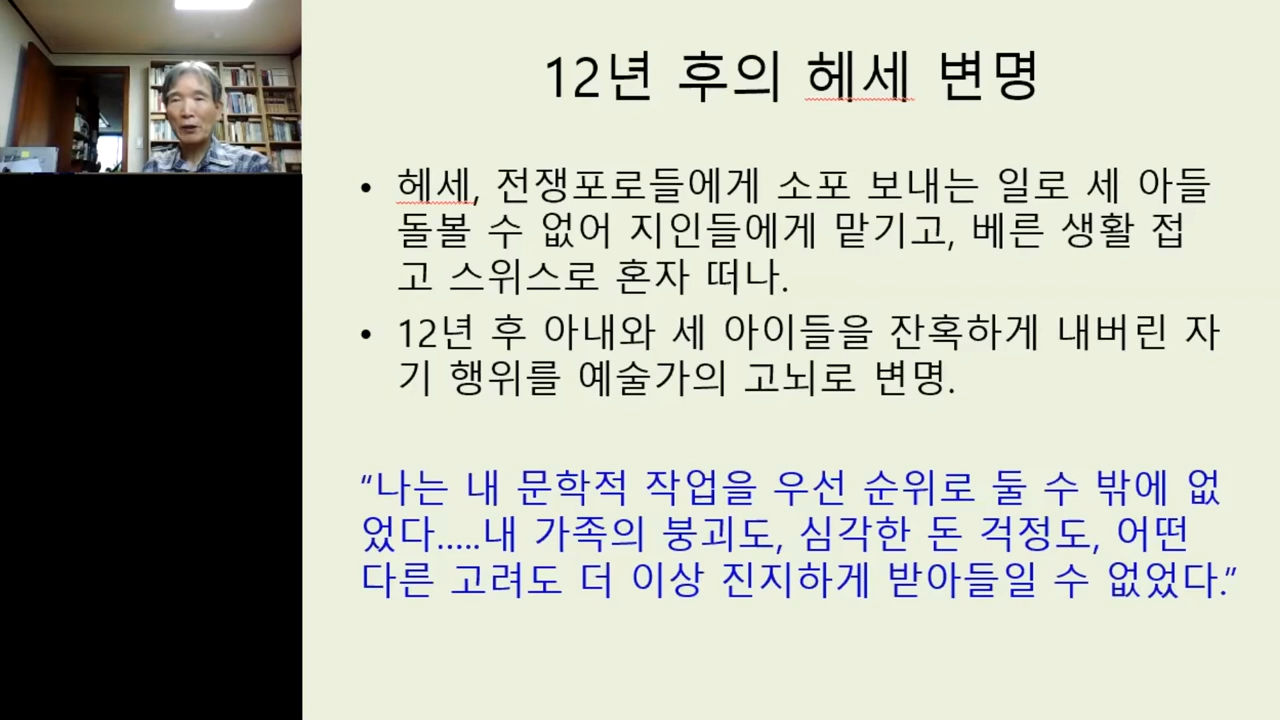 12년 후의 헤세 변명
• 헤세, 전쟁포로들에게 소포 보내는 일로 세 아들
돌볼 수 없어 지인들에게 맡기고, 베른 생활 접
고 스위스로 혼자 떠나.
• 12년 후 아내와 세 아이들을 잔혹하게 내버린 자
기 행위를 예술가의 고뇌로 변명.
“나는 내 문학적 작업을 우선 순위로 둘 수 밖에 없
었다…..내 가족의 붕괴도, 심각한 돈 걱정도, 어떤
다른 고려도 더 이상 진지하게 받아들일 수 없었다.”